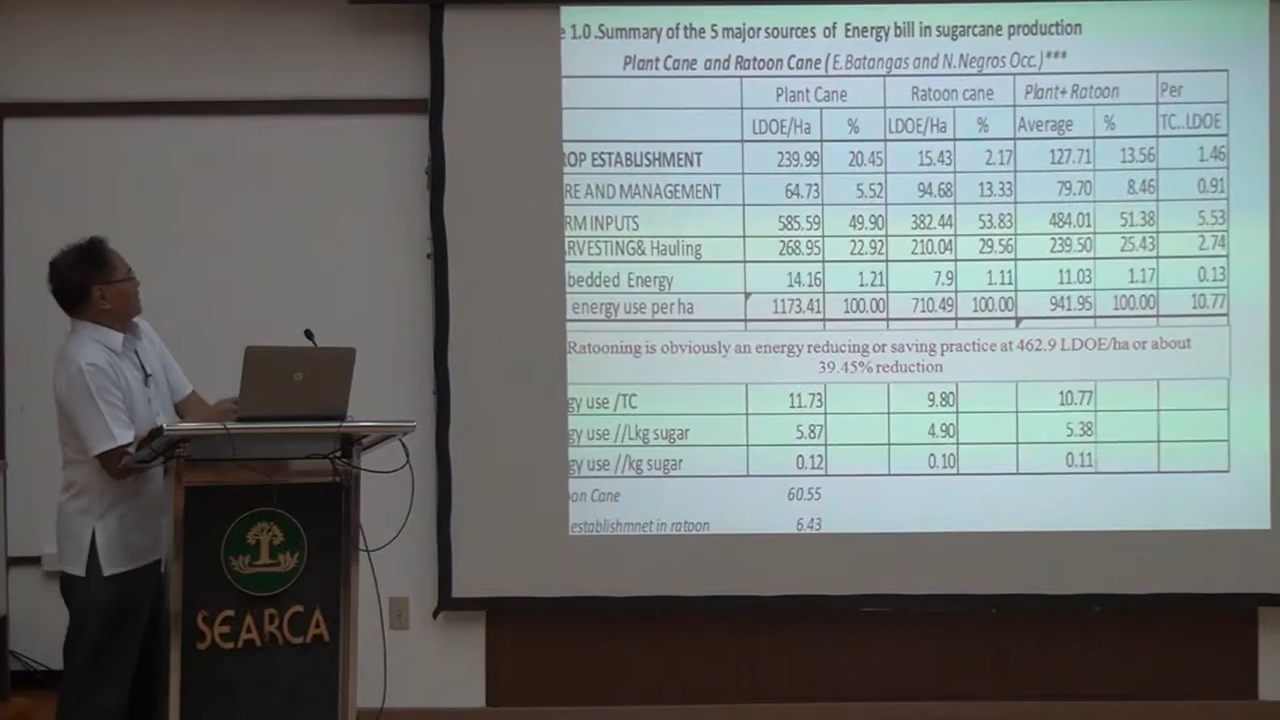 e 1.0 .Summary of the 5 major sources of Energy bill in sugarcane production
Plant Cane and Ratoon Cane ( E.Batangas and N.Negros Occ.)***
Plant Cane Ratoon cane Plant+ Ratoon Per
LDOE/Ha % LDOE/Ha % Average % TC..LDOE
ROP ESTABLISHMENT 239.99 20.45 15.43 2.17 127.71 13.56 1.46
RE AND MANAGEMENT 64.73 5.52 94.68 13.33 79.70 8.46 0.91
RM INPUTS 585.59 49.90 382.44 53.83 484.01 51.38 5.53
ARVESTING& Hauling 268.95 22.92 210.04 29.56 239.50 25.43 2.74
bedded Energy 14.16 1.21 7.9 1.11 11.03 1.17 0.13
energy use per ha 1173.41 100.00 710.49 100.00 941.95 100.00 10.77
Ratooning is obviously an energy reducing or saving practice at 462.9 LDOE/ha or about
39.45% reduction
gy use /TC 11.73 9.80 10.77
gy use //Lkg sugar 5.87 4.90 5.38
gy use //kg sugar 0.12 0.10 0.11
on Cane 60.55
establishmnet in ratoon 6.43
SEARCA